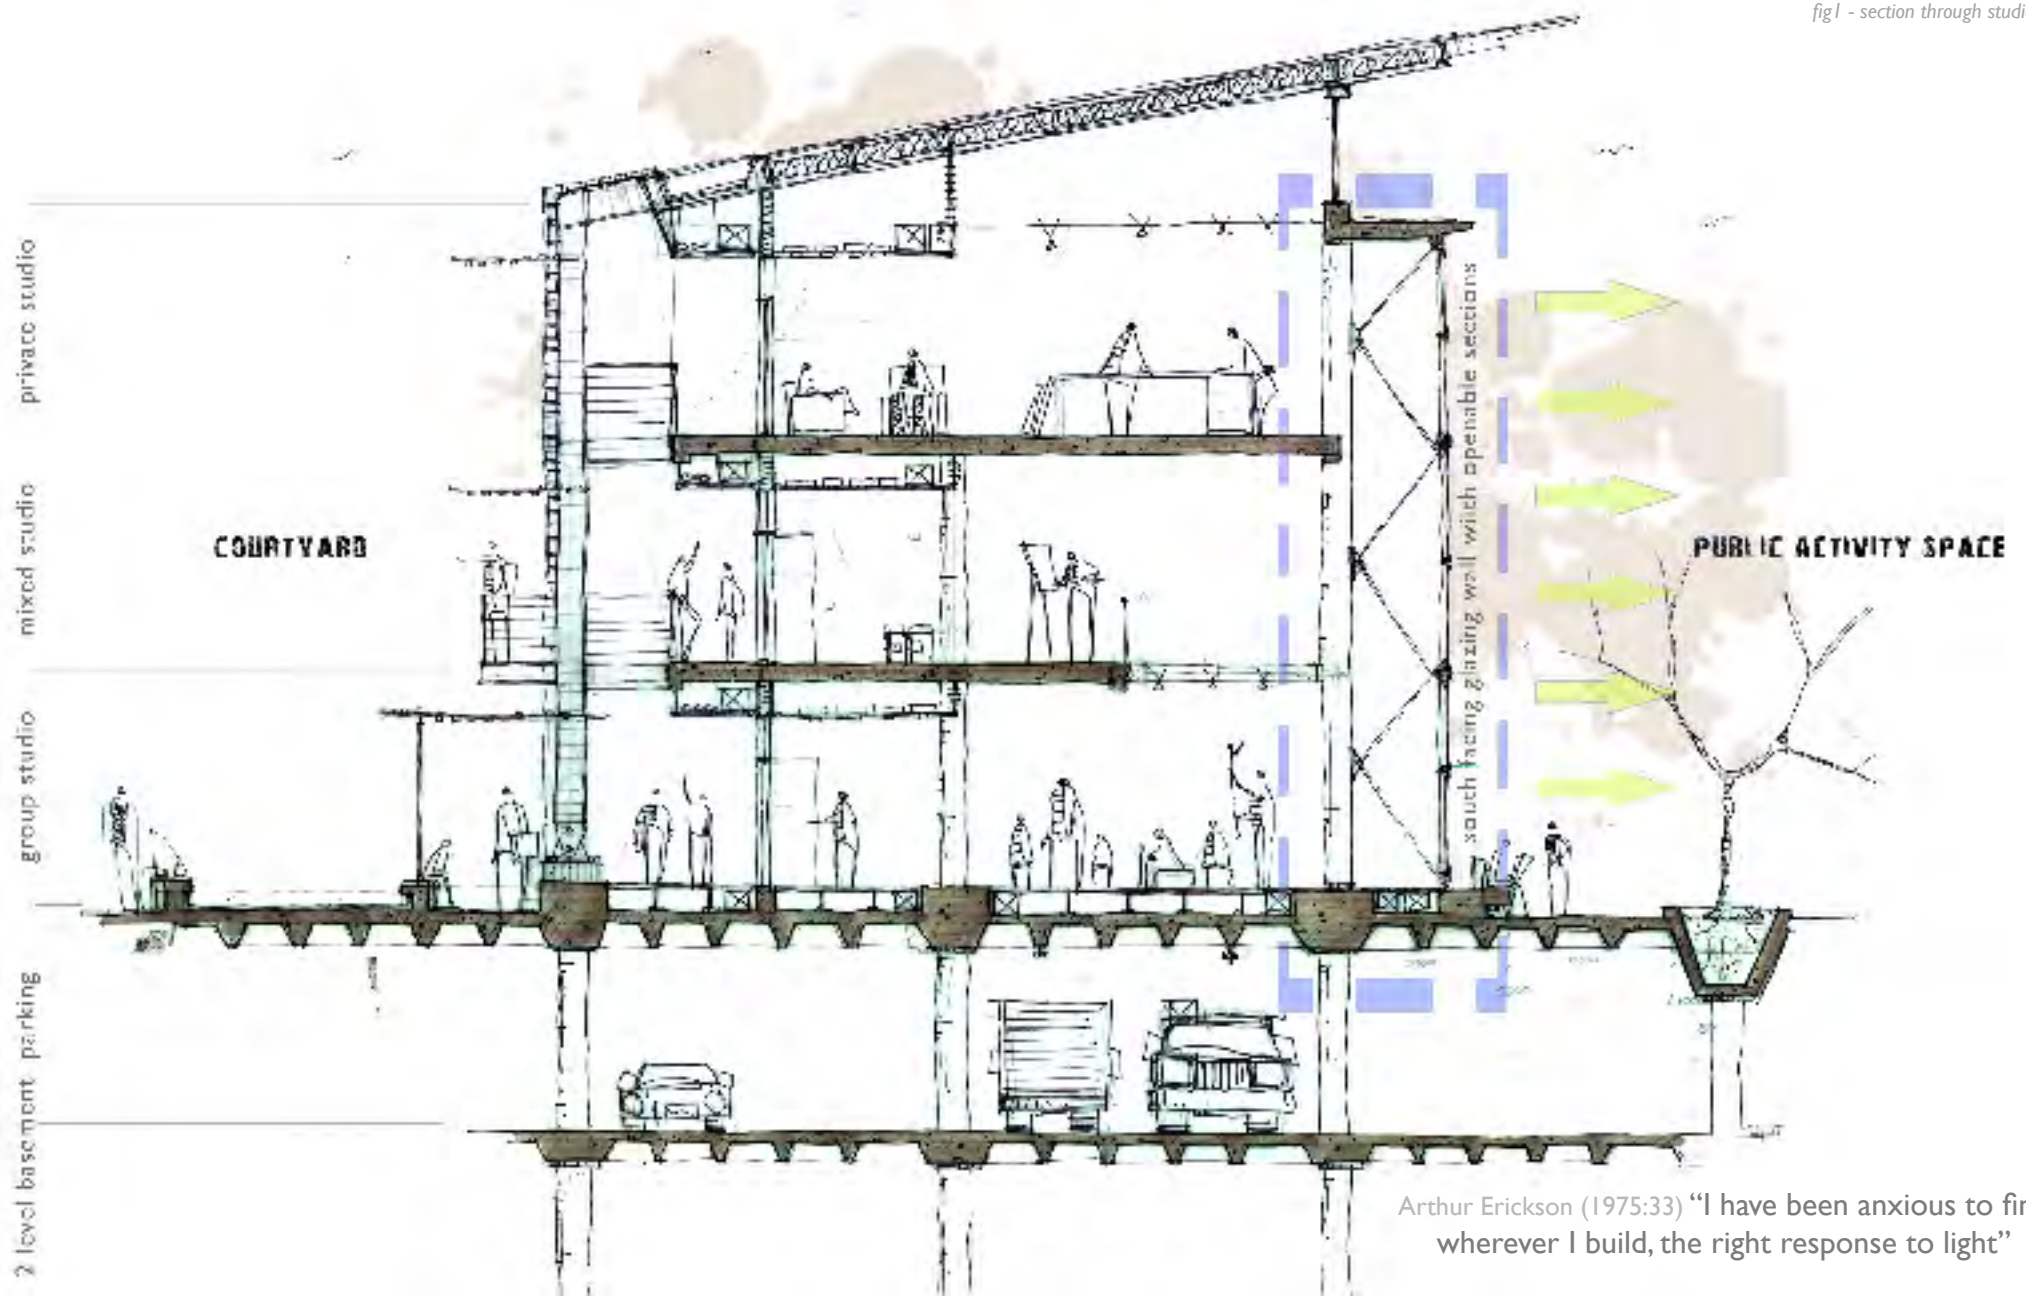 fig1 - section through studi
private studio
mixed studio
group studio
2 level basement parking
COURTYARD
south facing glazing wall with openable sections
PUBLIC ACTIVITY SPACE
Arthur Erickson (1975:33) “I have been anxious to fin
wherever I build, the right response to light”